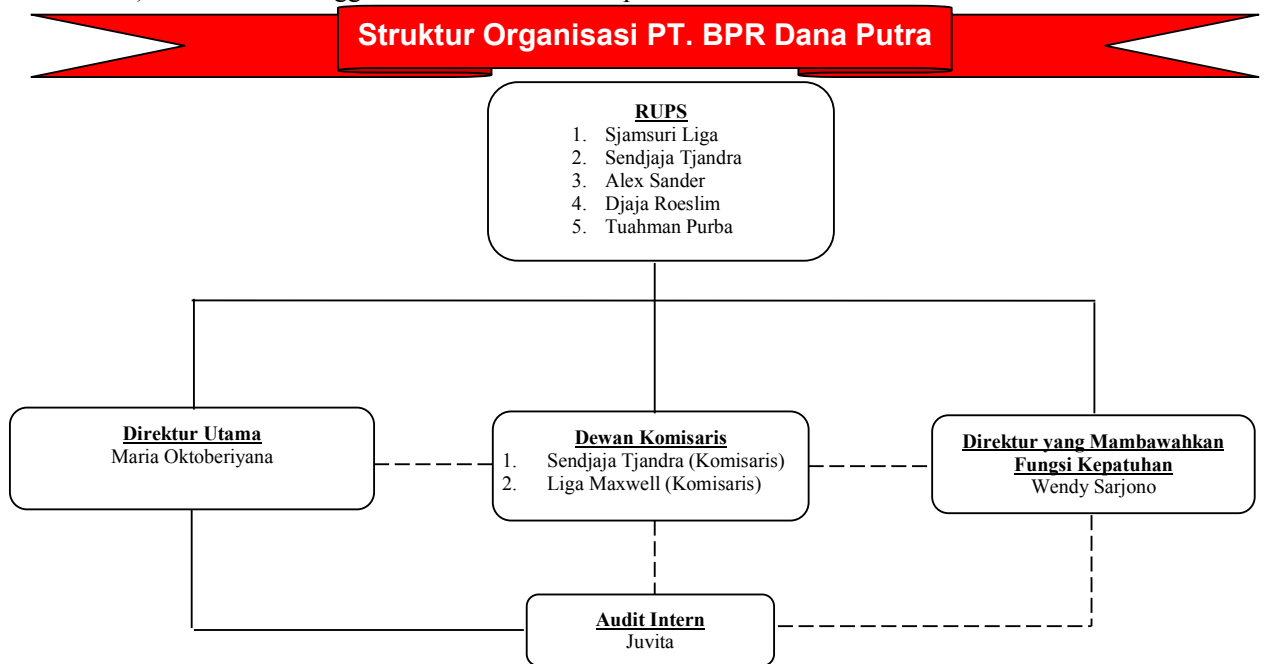 Struktur Organisasi PT. BPR Dana Putra
RUPS
1. Sjamsuri Liga
2. Sendjaja Tjandra
3. Alex Sander
4. Djaja Roeslim
5. Tuahman Purba
Direktur Utama
Maria Oktoberiyana
Dewan Komisaris
1. Sendjaja Tjandra (Komisaris)
2. Liga Maxwell (Komisaris)
Direktur yang Mambawahkan
Fungsi Kepatuhan
Wendy Sarjono
Audit Intern
Juvita